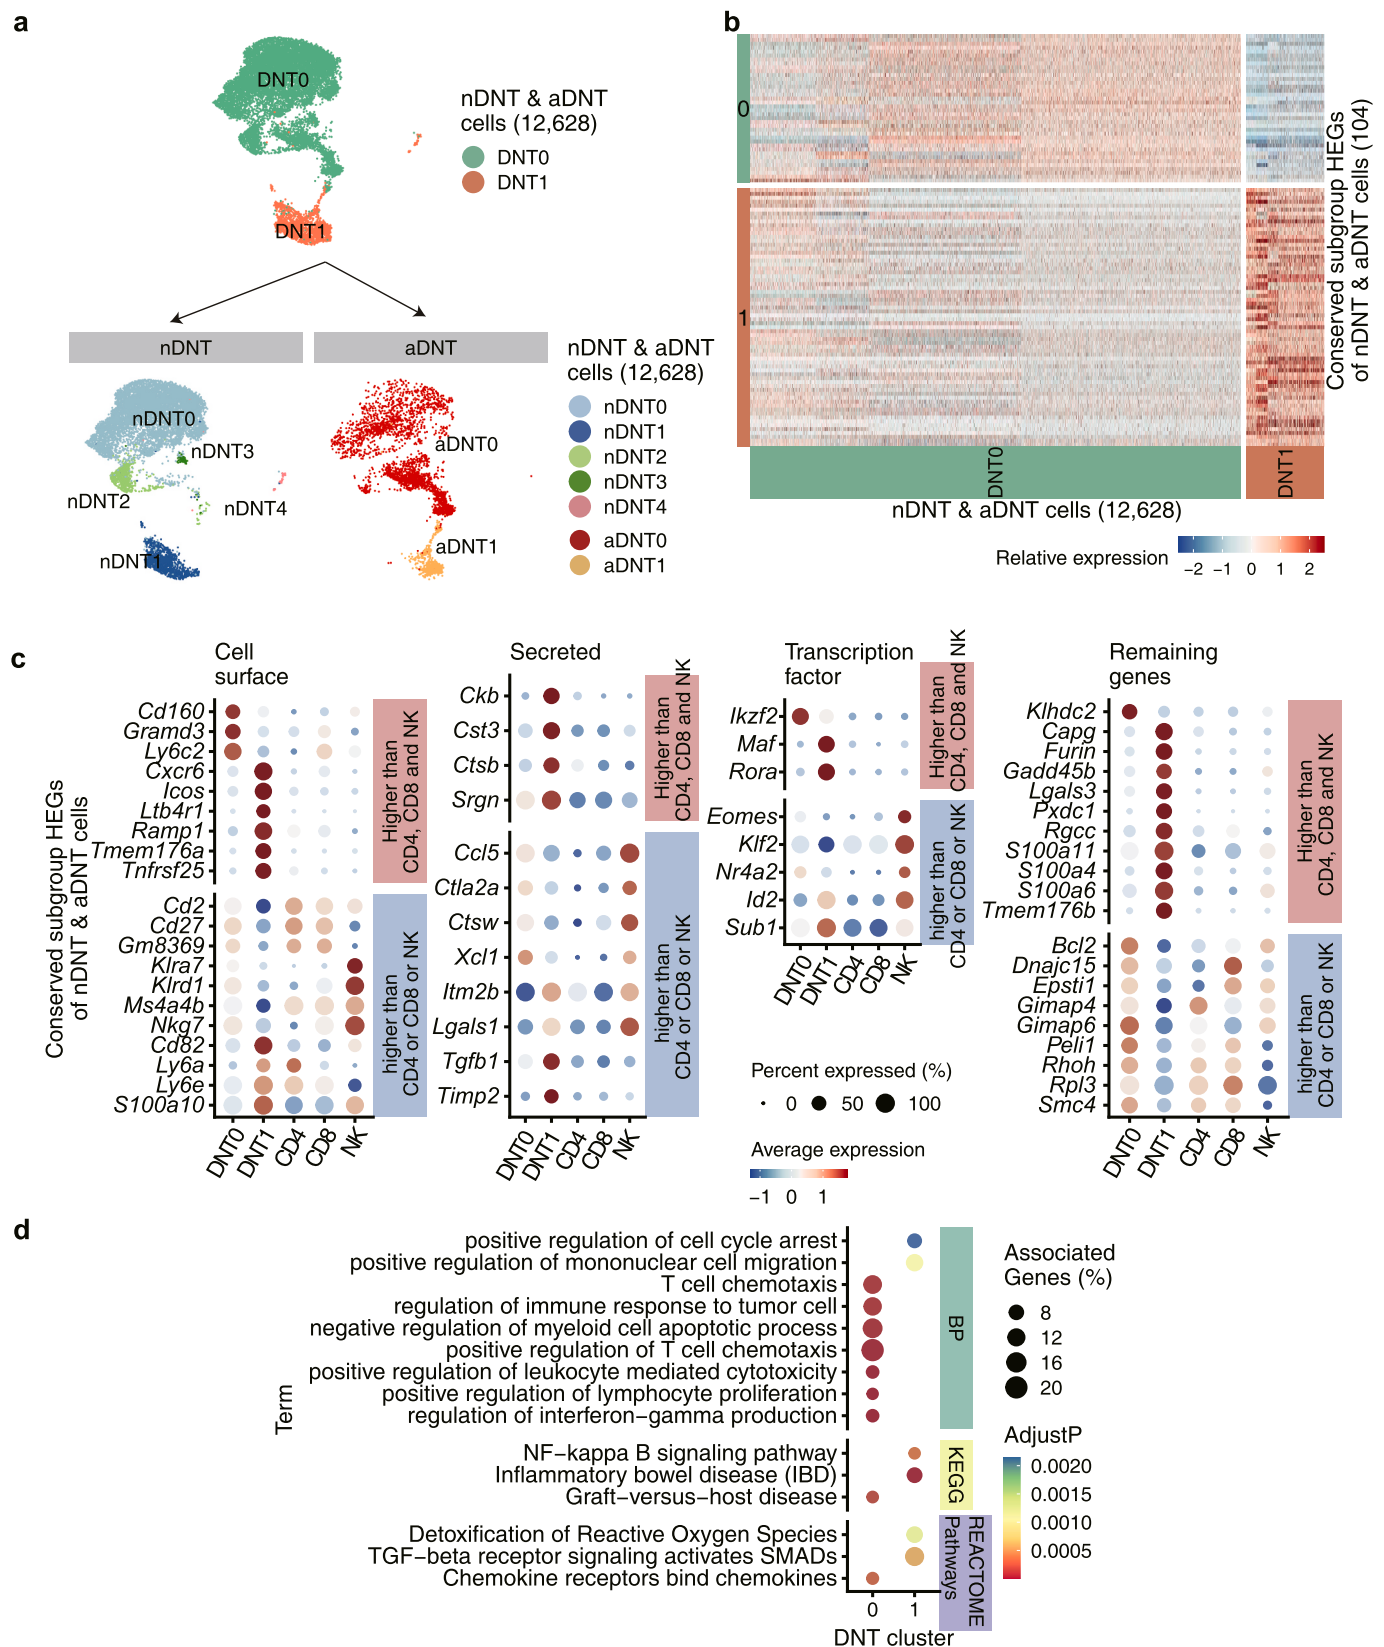 a
DNT0
DNT1
nDNT & aDNT
cells (12,628)
DNT0
DNT1
nDNT
aDNT
nDNT0
nDNT3
nDNT2
nDNT4
nDNT1
aDNT0
aDNT1
nDNT & aDNT
cells (12,628)
nDNT0
nDNT1
nDNT2
nDNT3
nDNT4
aDNT0
aDNT1
b
0
1
DNT0
DNT1
nDNT & aDNT cells (12,628)
Conserved subgroup HEGs
of nDNT & aDNT cells (104)
Relative expression
−2 −1 0 1 2
c
Conserved subgroup HEGs
of nDNT & aDNT cells
Cell
surface
Cd160
Gramd3
Ly6c2
Cxcr6
Icos
Ltb4r1
Ramp1
Tmem176a
Tnfrsf25
Higher than
CD4, CD8 and NK
Cd2
Cd27
Gm8369
Klra7
Klrd1
Ms4a4b
Nkg7
Cd82
Ly6a
Ly6e
S100a10
higher than
CD4 or CD8 or NK
DNT0 DNT1 CD4 CD8 NK
Secreted
Ckb
Cst3
Ctsb
Srgn
Higher than
CD4, CD8 and NK
Ccl5
Ctla2a
Ctsw
Xcl1
Itm2b
Lgals1
Tgfb1
Timp2
higher than
CD4 or CD8 or NK
DNT0 DNT1 CD4 CD8 NK
Transcription
factor
Ikzf2
Maf
Rora
Higher than
CD4, CD8 and NK
Eomes
Klf2
Nr4a2
Id2
Sub1
higher than
CD4 or CD8 or NK
DNT0 DNT1 CD4 CD8 NK
Percent expressed (%)
0 50 100
Average expression
−1 0 1
Remaining
genes
Klhdc2
Capg
Furin
Gadd45b
Lgals3
Pxdc1
Rgcc
S100a11
S100a4
S100a6
Tmem176b
Higher than
CD4, CD8 and NK
Bcl2
Dnajc15
Epsti1
Gimap4
Gimap6
Peli1
Rhoh
Rpl3
Smc4
higher than
CD4 or CD8 or NK
DNT0 DNT1 CD4 CD8 NK
d
Term
positive regulation of cell cycle arrest
positive regulation of mononuclear cell migration
T cell chemotaxis
regulation of immune response to tumor cell
negative regulation of myeloid cell apoptotic process
positive regulation of T cell chemotaxis
positive regulation of leukocyte mediated cytotoxicity
positive regulation of lymphocyte proliferation
regulation of interferon−gamma production
BP
NF−kappa B signaling pathway
Inflammatory bowel disease (IBD)
Graft−versus−host disease
KEGG
Detoxification of Reactive Oxygen Species
TGF−beta receptor signaling activates SMADs
Chemokine receptors bind chemokines
REACTOME
Pathways
0 1
DNT cluster
Associated
Genes (%)
8
12
16
20
AdjustP
0.0020
0.0015
0.0010
0.0005